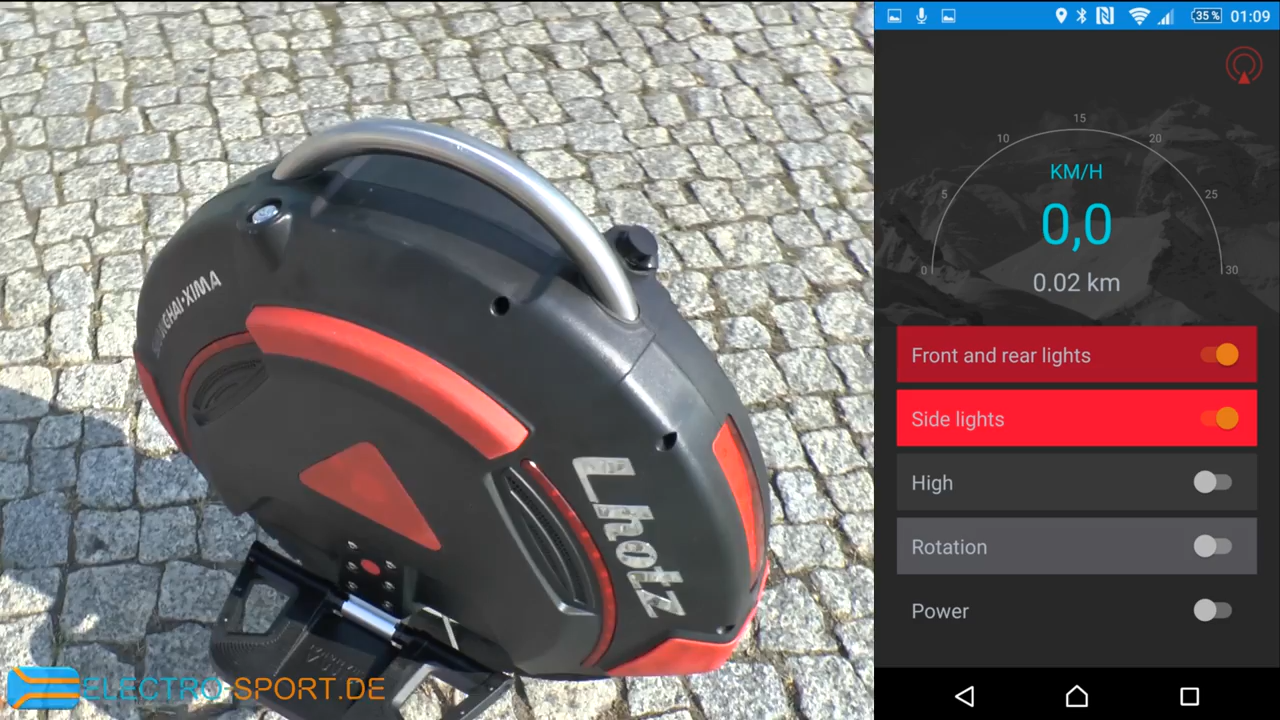 GHAI•XIMA
Lhotz
ELECTRO-SPORT.DE
35%
01:09
15
10
20
KM/H
5
25
0,0
0
30
0.02 km
Front and rear lights
Side lights
High
Rotation
Power